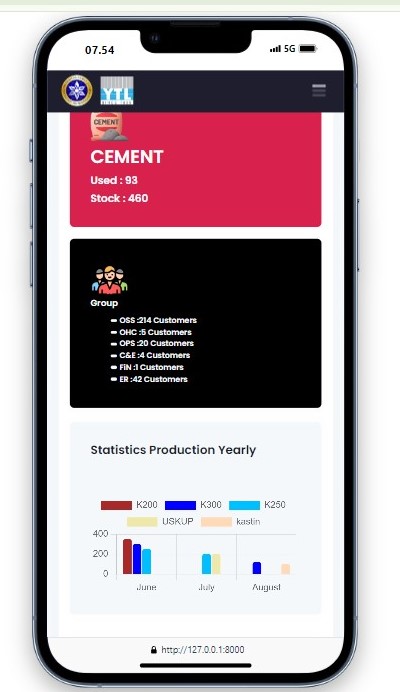 07.54
5G
YTL
SINCE 1955
CEMENT
CEMENT
Used : 93
Stock : 460
Group
OSS :214 Customers
OHC :5 Customers
OPS :20 Customers
C&E :4 Customers
FIN :1 Customers
ER :42 Customers
Statistics Production Yearly
K200 K300 K250
USKUP kastin
400
200
0
June July August
http://127.0.0.1:8000